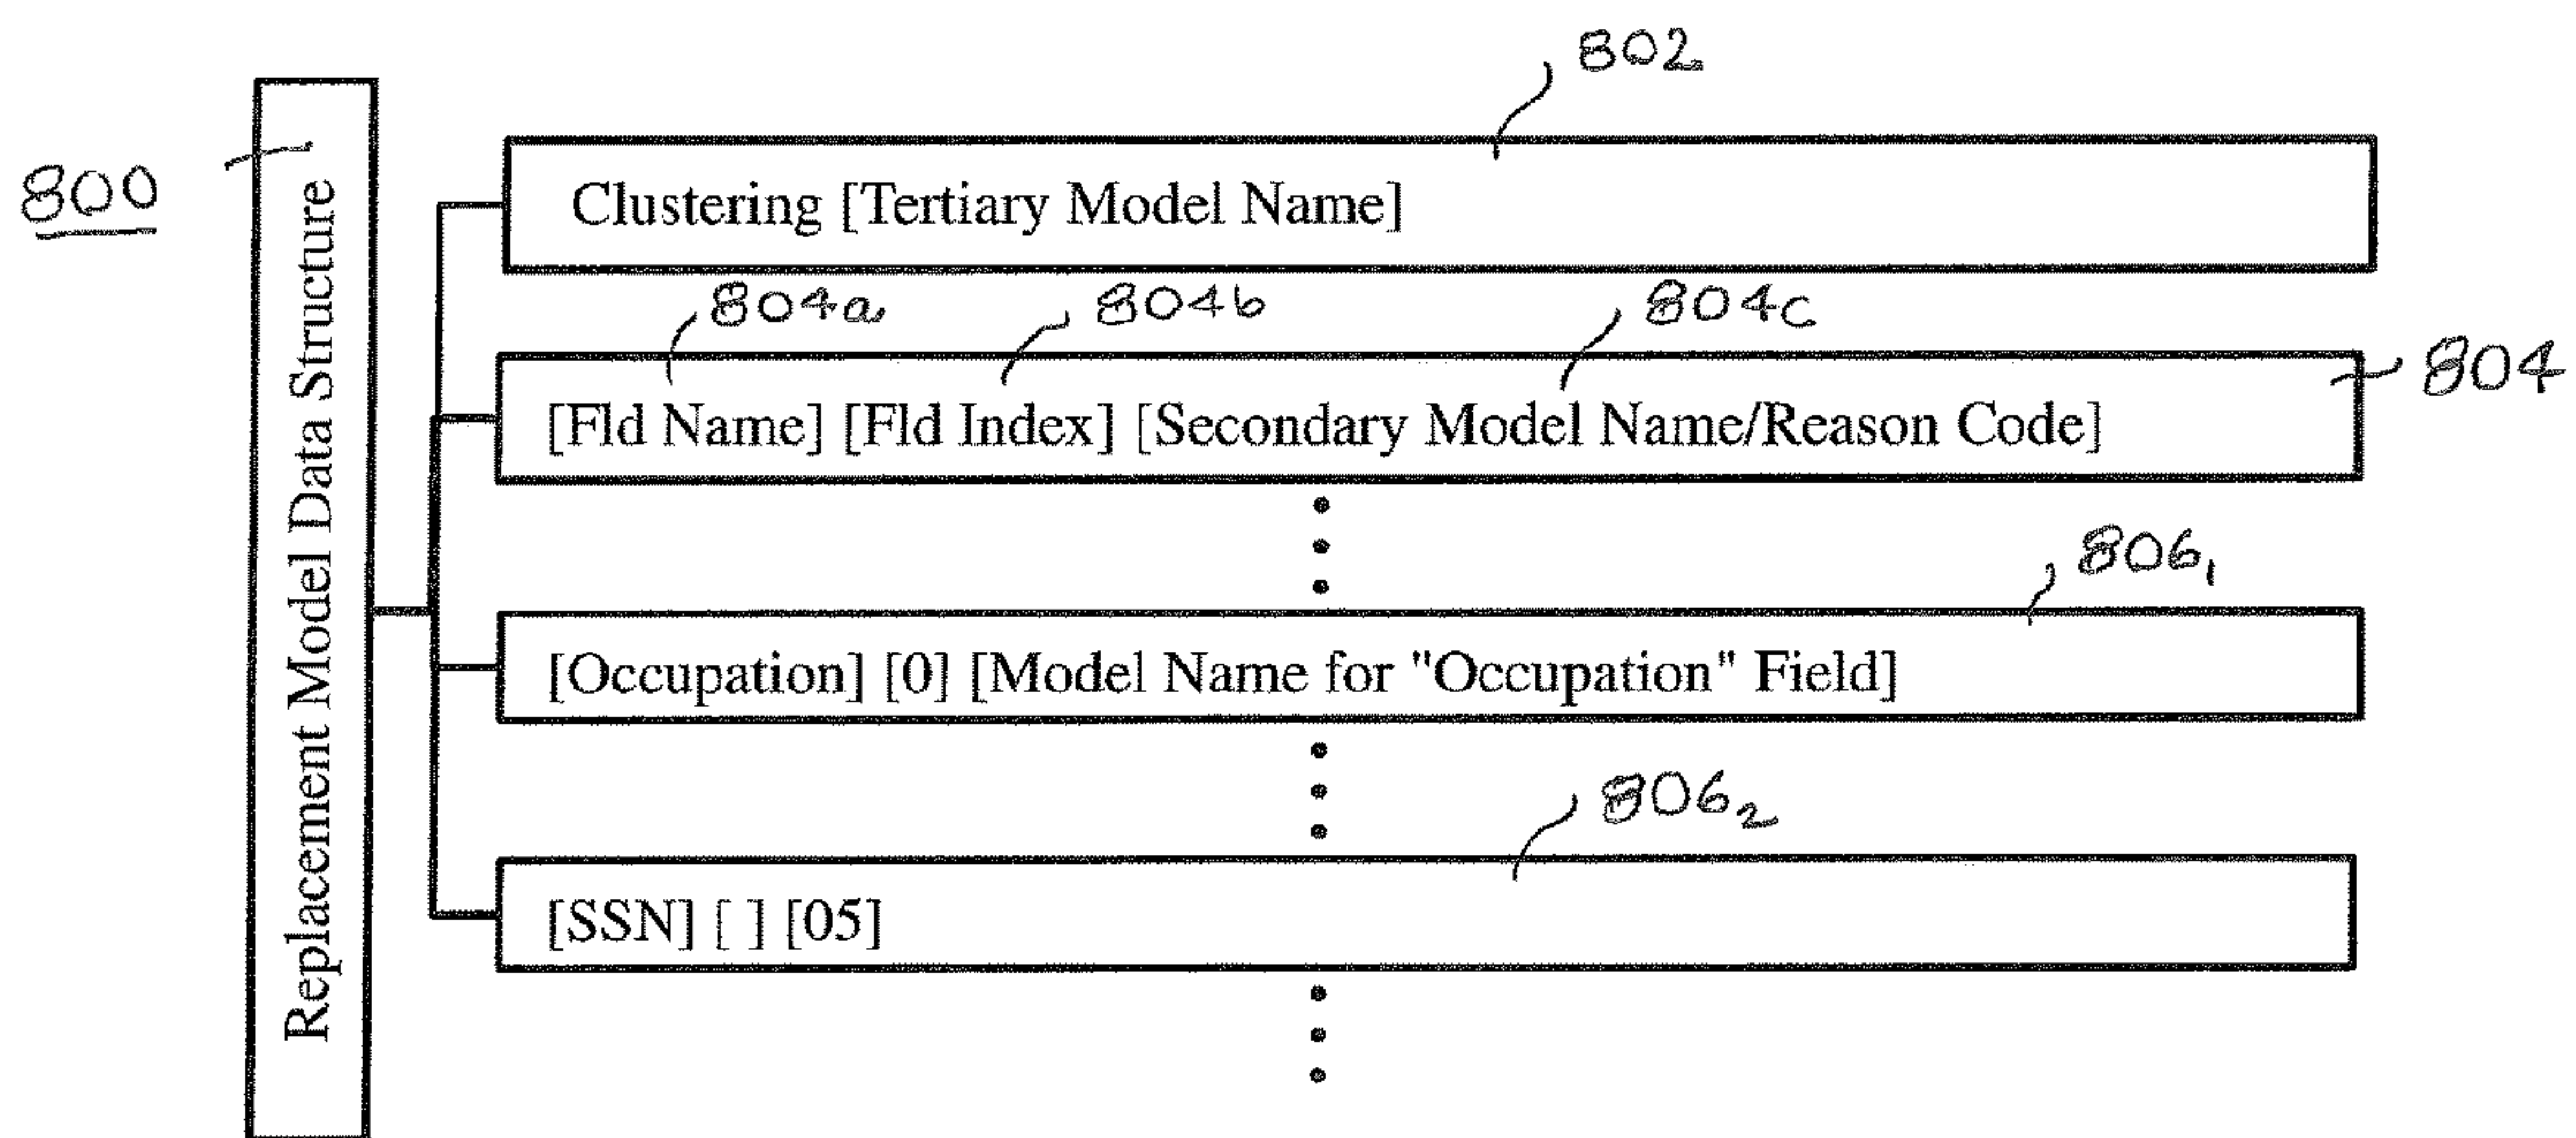 802
800
Replacement Model Data Structure
Clustering [Tertiary Model Name]
804a 804b 804c
804
[Fld Name] [Fld Index] [Secondary Model Name/Reason Code]
806₁
[Occupation] [0] [Model Name for "Occupation" Field]
806₂
[SSN] [ ] [05]